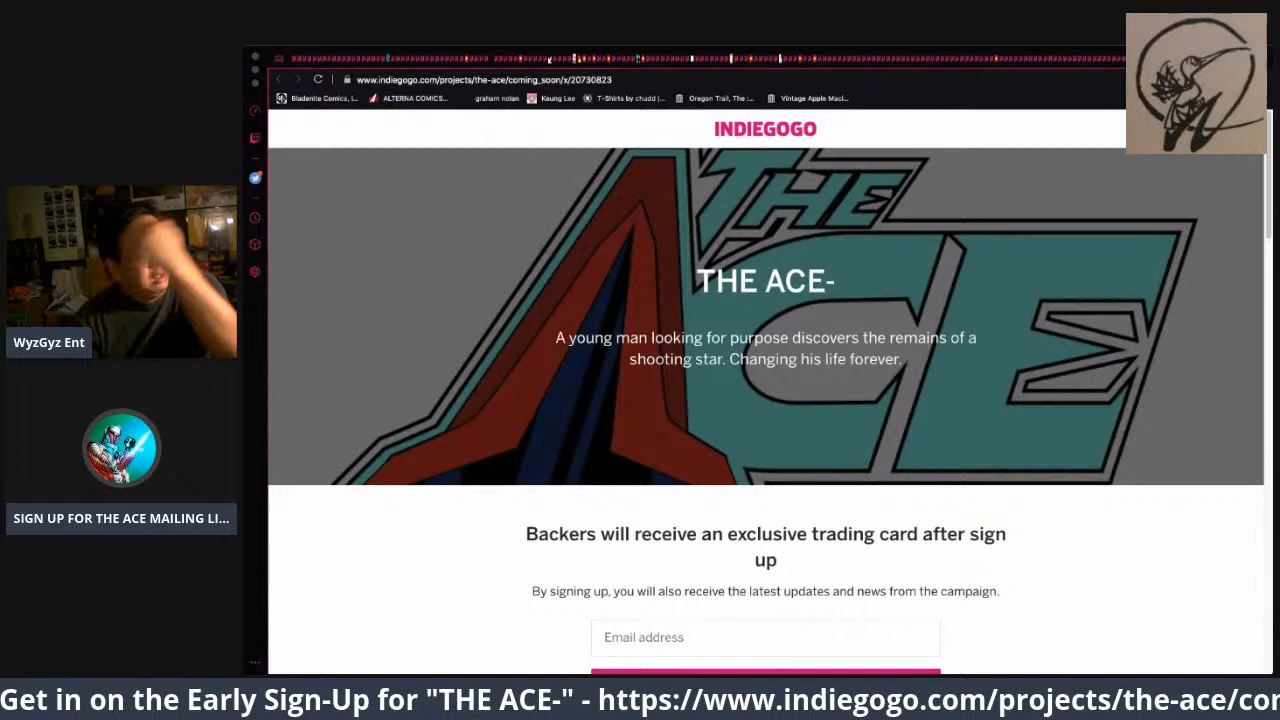 www.indiegogo.com/projects/the-ace/coming_soon/x/20730823
Bladenite Comics, i...
ALTERNA COMICS...
graham nolan
Kaung Lee
T-Shirts by chudd |...
Oregon Trail, The :...
Vintage Apple Maci...
INDIEGOGO
THE
ACE
THE ACE-
A young man looking for purpose discovers the remains of a
shooting star. Changing his life forever.
WyzGyz Ent
SIGN UP FOR THE ACE MAILING LI...
Backers will receive an exclusive trading card after sign
up
By signing up, you will also receive the latest updates and news from the campaign.
Email address
Get in on the Early Sign-Up for "THE ACE-" - https://www.indiegogo.com/projects/the-ace/co